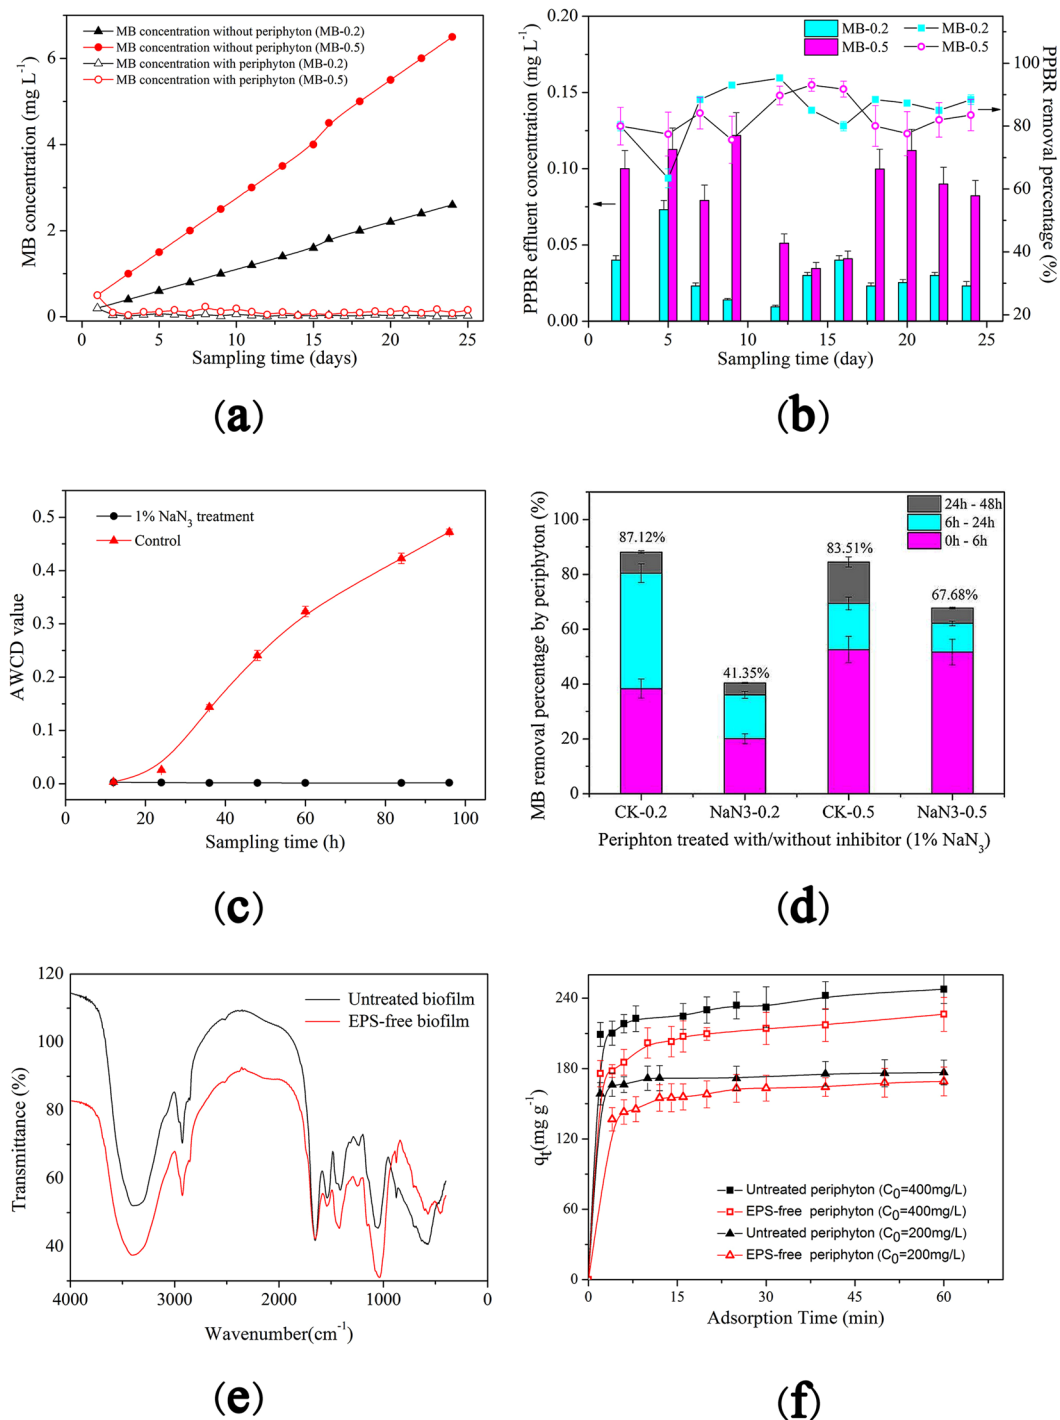 MB concentration without periphyton (MB-0.2)
MB concentration without periphyton (MB-0.5)
MB concentration with periphyton (MB-0.2)
MB concentration with periphyton (MB-0.5)
MB concentration (mg L⁻¹)
6
4
2
0
0 5 10 15 20 25
Sampling time (days)
(a)
MB-0.2 MB-0.2
MB-0.5 MB-0.5
PPBR effluent concentration (mg L⁻¹)
0.20
0.15
0.10
0.05
0.00
100
80
60
40
20
PPBR removal percentage (%)
0 5 10 15 20 25
Sampling time (day)
(b)
1% NaN₃ treatment
Control
AWCD value
0.5
0.4
0.3
0.2
0.1
0.0
0 20 40 60 80 100
Sampling time (h)
(c)
24h - 48h
6h - 24h
0h - 6h
MB removal percentage by periphyton (%)
100
80
60
40
20
0
87.12%
41.35%
83.51%
67.68%
CK-0.2 NaN3-0.2 CK-0.5 NaN3-0.5
Periphton treated with/without inhibitor (1% NaN₃)
(d)
Untreated biofilm
EPS-free biofilm
Transmittance (%)
120
100
80
60
40
4000 3000 2000 1000 0
Wavenumber(cm⁻¹)
(e)
qₜ(mg g⁻¹)
240
180
120
60
0
Untreated periphyton (C₀=400mg/L)
EPS-free periphyton (C₀=400mg/L)
Untreated periphyton (C₀=200mg/L)
EPS-free periphyton (C₀=200mg/L)
0 15 30 45 60
Adsorption Time (min)
(f)